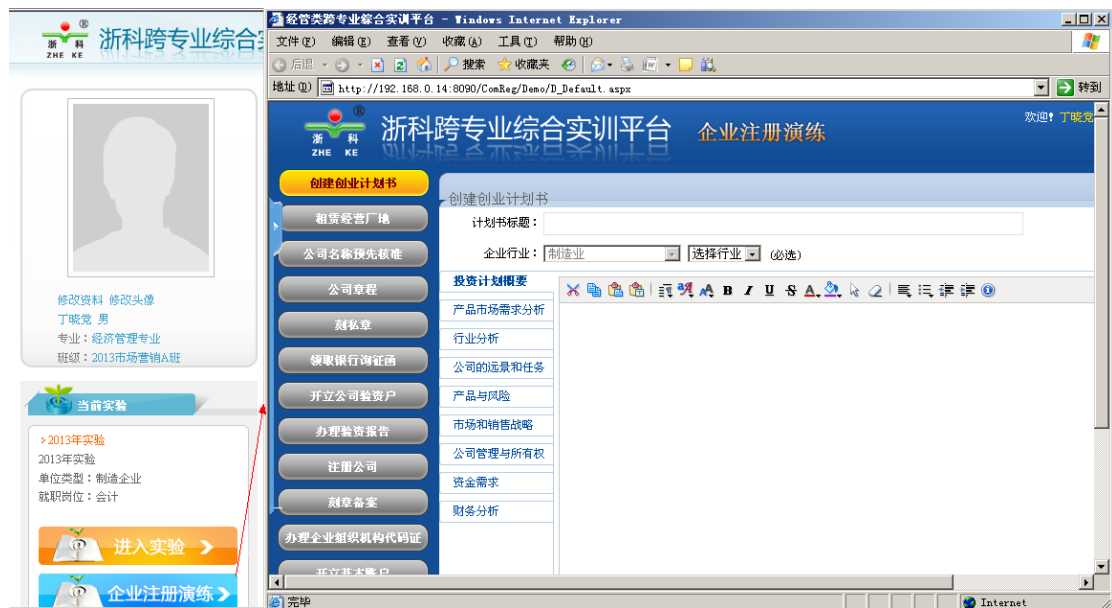 浙科
ZHE KE
®
浙科跨专业综合
修改资料 修改头像
丁晓党 男
专业：经济管理专业
班级：2013市场营销A班
当前实验
>2013年实验
2013年实验
单位类型：制造企业
就职岗位：会计
进入实验
企业注册演练
经管类跨专业综合实训平台 - Windows Internet Explorer
文件(F) 编辑(E) 查看(V) 收藏(A) 工具(T) 帮助(H)
后退 搜索 收藏夹
地址(D) http://192.168.0.14:8090/ComReg/Demo/D_Default.aspx 转到
浙科
ZHE KE
®
浙科跨专业综合实训平台 企业注册演练
欢迎！丁晓党
创建创业计划书
租赁经营厂地
公司名称预先核准
公司章程
刻私章
领取银行询证函
开立公司验资户
办理验资报告
注册公司
刻章备案
办理企业组织机构代码证
开立基本账户
创建创业计划书
计划书标题：
企业行业： 制造业 选择行业 (必选)
投资计划概要
产品市场需求分析
行业分析
公司的远景和任务
产品与风险
市场和销售战略
公司管理与所有权
资金需求
财务分析
B I U S A
完毕
Internet